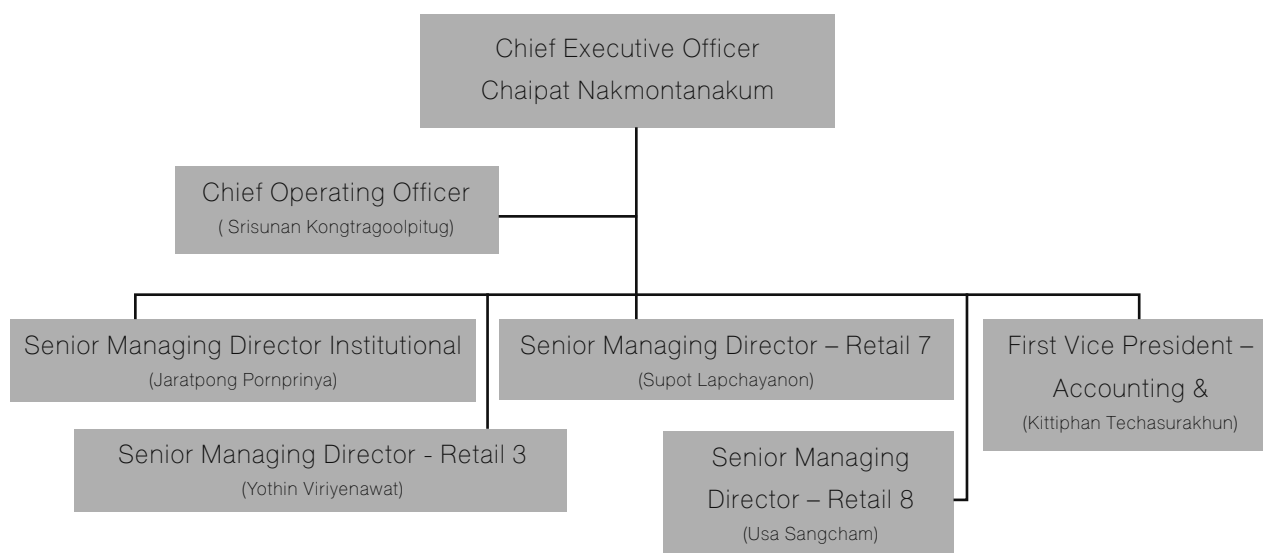 Chief Executive Officer
Chaipat Nakmontanakum
Chief Operating Officer
( Srisunan Kongtragoolpitug)
Senior Managing Director Institutional
(Jaratpong Pornprinya)
Senior Managing Director – Retail 7
(Supot Lapchayanon)
First Vice President –
Accounting &
(Kittiphan Techasurakhun)
Senior Managing Director - Retail 3
(Yothin Viriyenawat)
Senior Managing
Director – Retail 8
(Usa Sangcham)